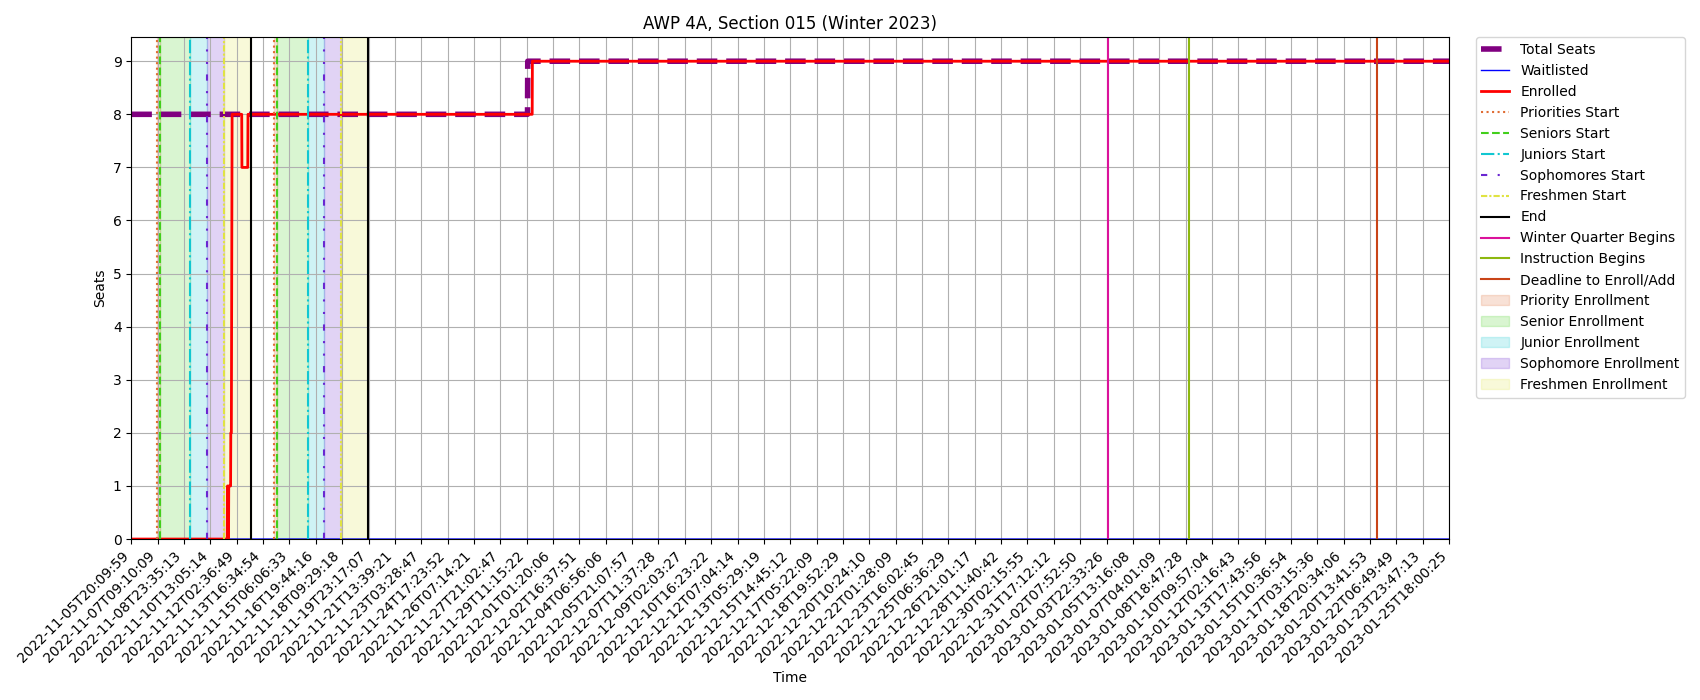 AWP 4A, Section 015 (Winter 2023)
Seats
9
8
7
6
5
4
3
2
1
0
2022-11-05T20:09:59
2022-11-07T09:10:09
2022-11-08T23:35:13
2022-11-10T13:05:14
2022-11-12T02:36:49
2022-11-13T16:34:54
2022-11-15T06:06:33
2022-11-16T19:44:16
2022-11-18T09:29:18
2022-11-19T23:17:07
2022-11-21T13:39:21
2022-11-23T03:28:47
2022-11-24T17:23:52
2022-11-26T07:14:21
2022-11-27T21:02:47
2022-11-29T11:15:22
2022-12-01T01:20:06
2022-12-02T16:37:51
2022-12-04T06:56:06
2022-12-05T21:07:57
2022-12-07T11:37:28
2022-12-09T02:03:27
2022-12-10T16:23:22
2022-12-12T07:04:14
2022-12-13T05:29:19
2022-12-15T14:45:12
2022-12-17T05:22:09
2022-12-18T19:52:29
2022-12-20T10:24:10
2022-12-22T01:28:09
2022-12-23T16:02:45
2022-12-25T06:36:29
2022-12-26T21:01:17
2022-12-28T11:40:42
2022-12-30T02:15:55
2022-12-31T17:12:12
2023-01-02T07:52:50
2023-01-03T22:33:26
2023-01-05T13:16:08
2023-01-07T04:01:09
2023-01-08T18:47:28
2023-01-10T09:57:04
2023-01-12T02:16:43
2023-01-13T17:43:56
2023-01-15T10:36:54
2023-01-17T03:15:36
2023-01-18T20:34:06
2023-01-20T13:41:53
2023-01-22T06:49:49
2023-01-23T23:47:13
2023-01-25T18:00:25
Time
Total Seats
Waitlisted
Enrolled
Priorities Start
Seniors Start
Juniors Start
Sophomores Start
Freshmen Start
End
Winter Quarter Begins
Instruction Begins
Deadline to Enroll/Add
Priority Enrollment
Senior Enrollment
Junior Enrollment
Sophomore Enrollment
Freshmen Enrollment